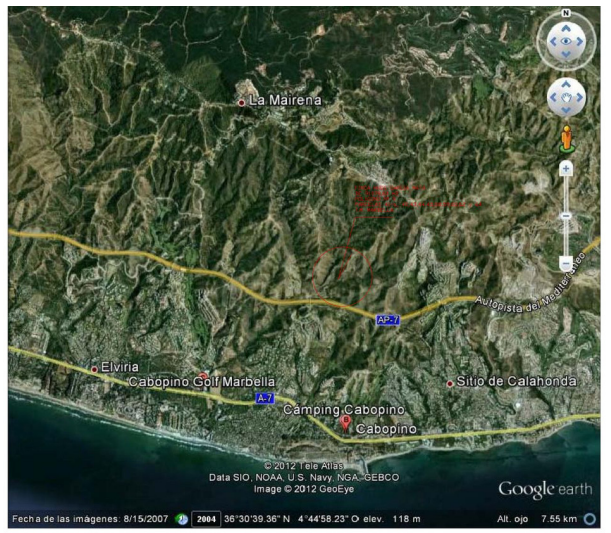 N
La Mairena
Autopista del Mediterráneo
AP-7
Elviria
Cabopino Golf Marbella
A-7
Sitio de Calahonda
Camping Cabopino
B
Cabopino
© 2012 Tele Atlas
Data SIO, NOAA, U.S. Navy, NGA, GEBCO
Image © 2012 GeoEye
Google earth
Fecha de las imágenes: 8/15/2007 2004 36°30'39.36" N 4°44'58.23" O elev. 118 m Alt. ojo 7.55 km